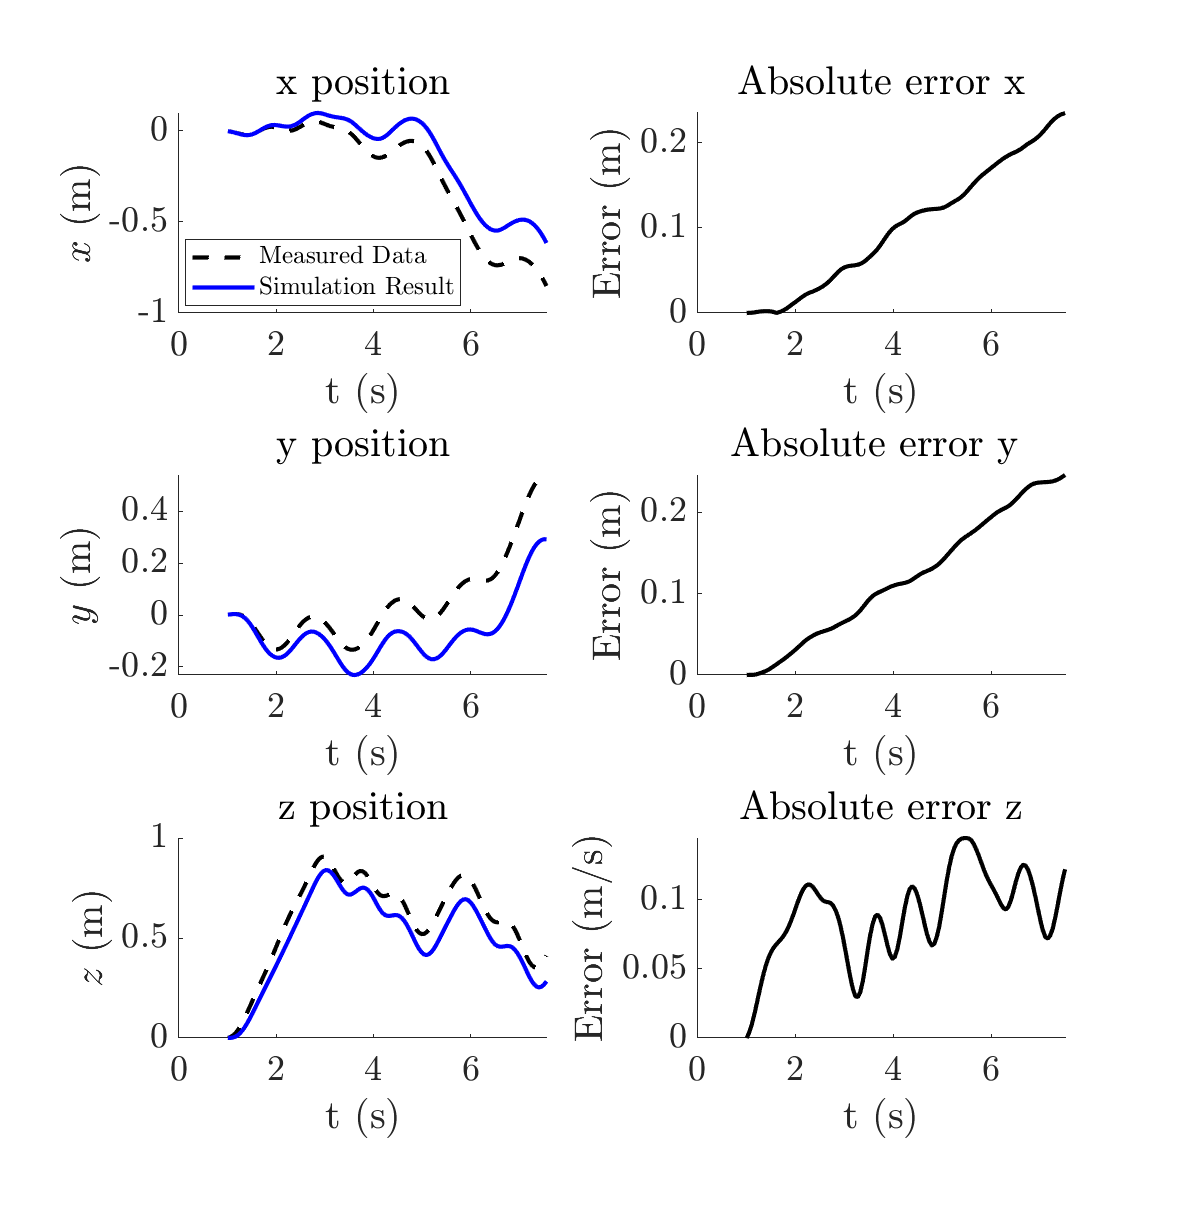 x position
0
-0.5
-1
x (m)
Measured Data
Simulation Result
0 2 4 6
t (s)
Absolute error x
0.2
0.1
0
Error (m)
0 2 4 6
t (s)
y position
0.4
0.2
0
-0.2
y (m)
0 2 4 6
t (s)
Absolute error y
0.2
0.1
0
Error (m)
0 2 4 6
t (s)
z position
1
0.5
0
z (m)
0 2 4 6
t (s)
Absolute error z
0.1
0.05
0
Error (m/s)
0 2 4 6
t (s)